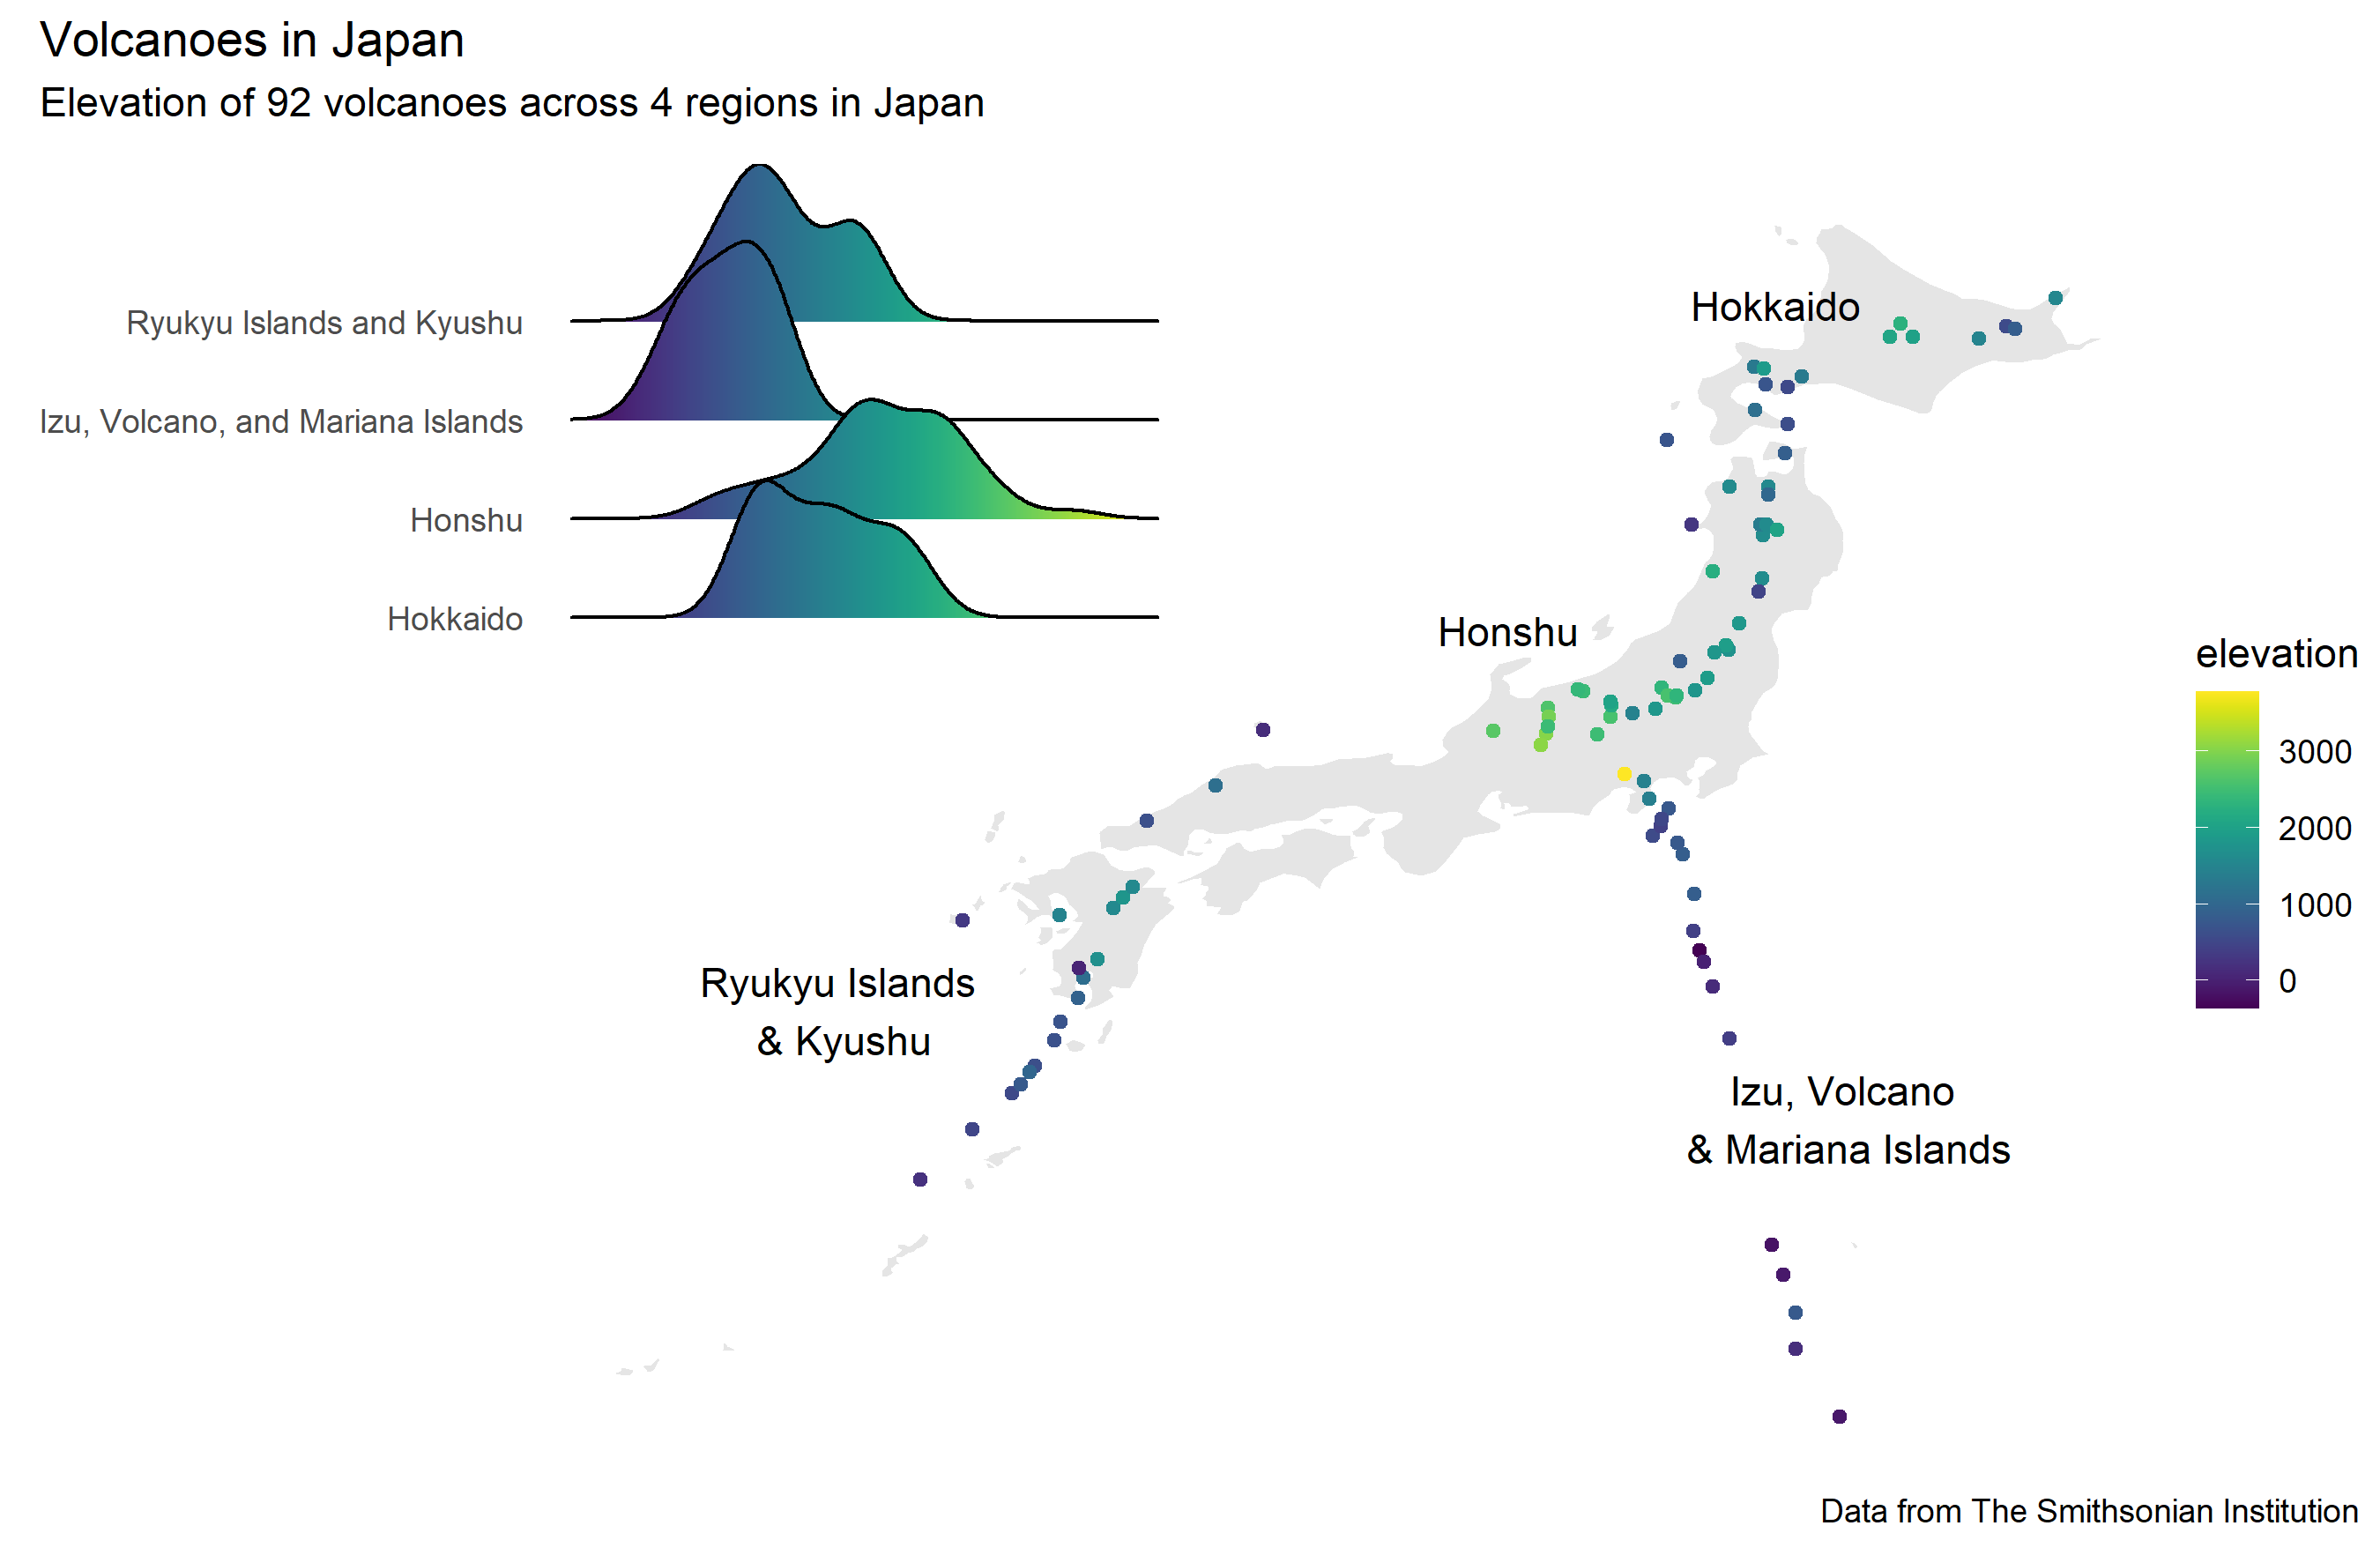 Volcanoes in Japan
Elevation of 92 volcanoes across 4 regions in Japan
Ryukyu Islands and Kyushu
Izu, Volcano, and Mariana Islands
Honshu
Hokkaido
Hokkaido
Honshu
Ryukyu Islands
& Kyushu
Izu, Volcano
& Mariana Islands
elevation
3000
2000
1000
0
Data from The Smithsonian Institution